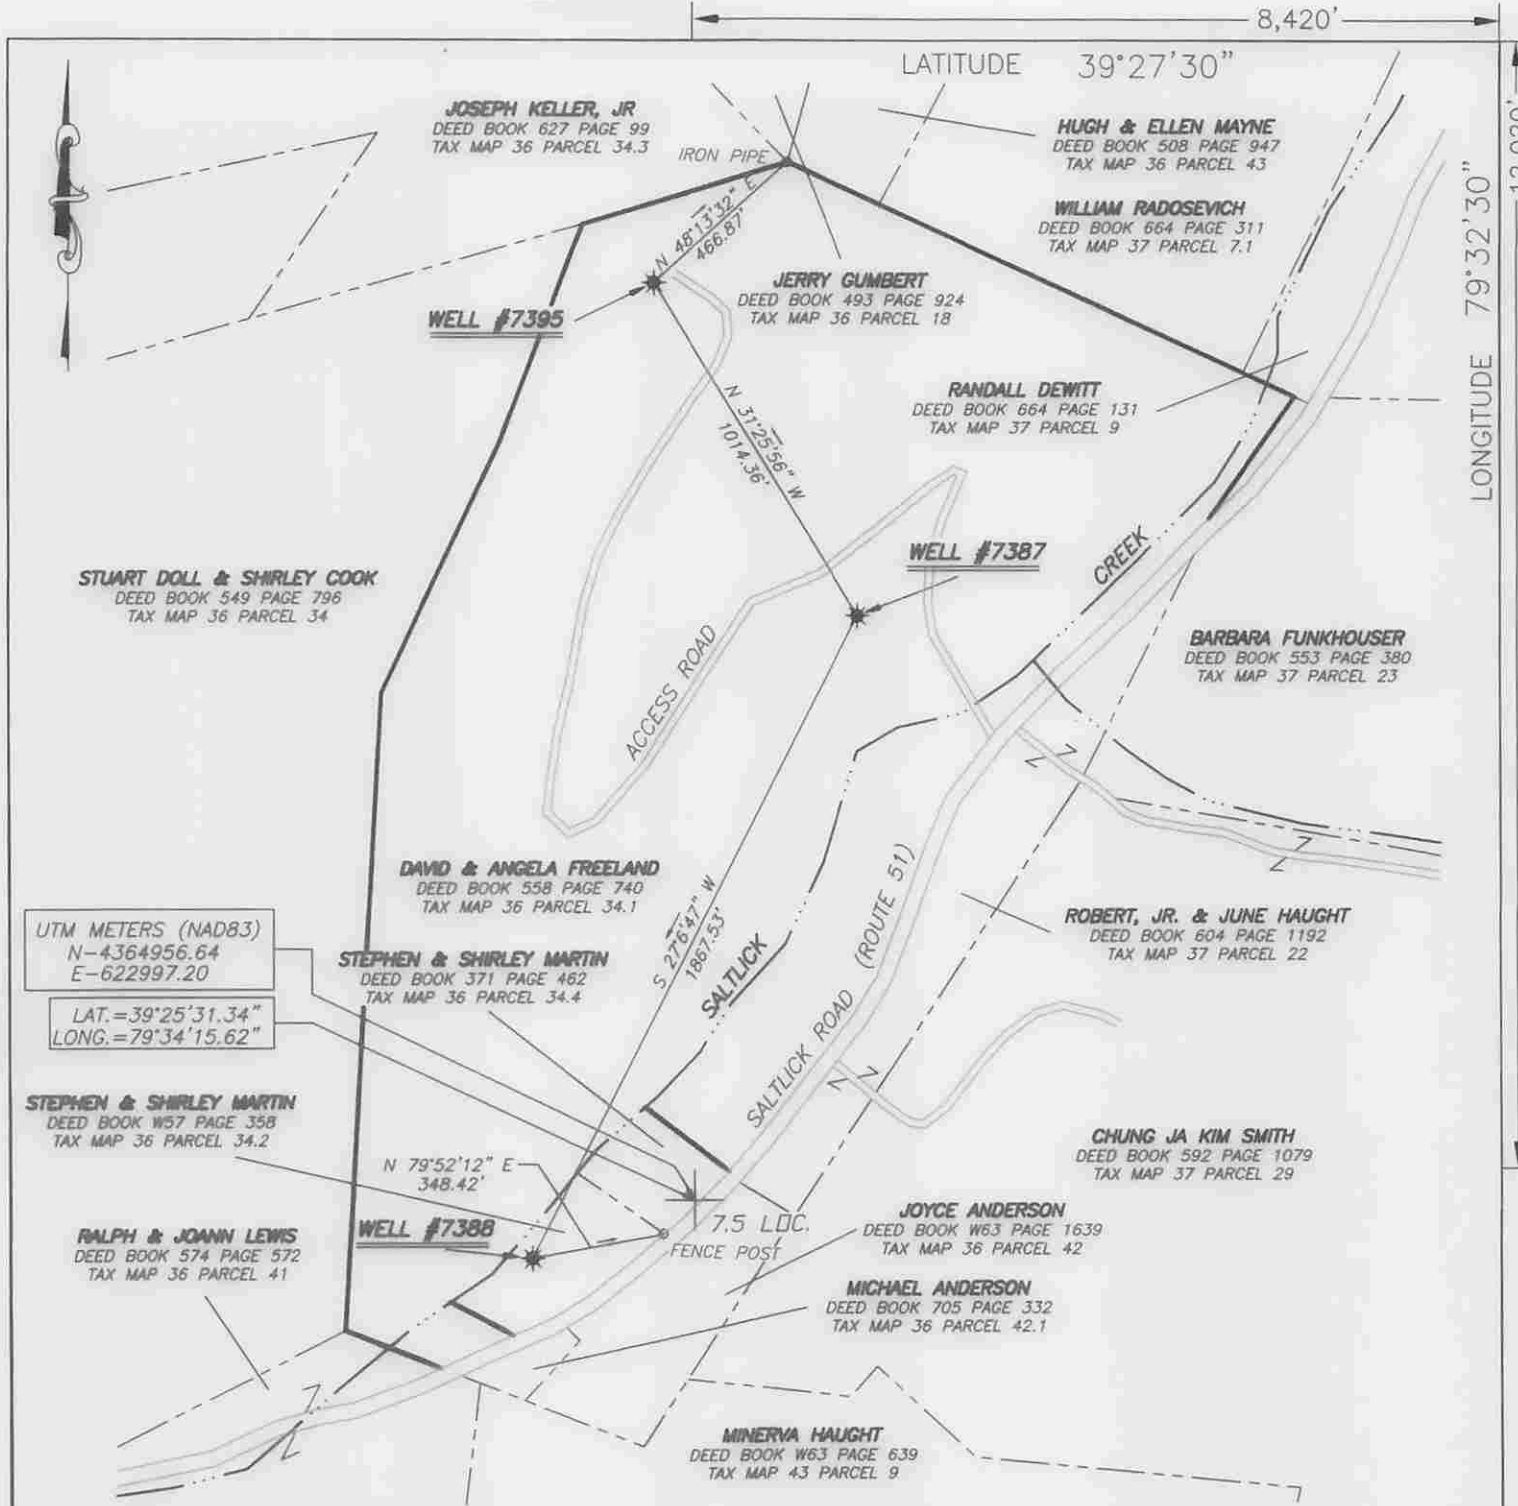 8,420'
LATITUDE 39°27'30"
JOSEPH KELLER, JR
DEED BOOK 627 PAGE 99
TAX MAP 36 PARCEL 34.3
IRON PIPE
HUGH & ELLEN MAYNE
DEED BOOK 508 PAGE 947
TAX MAP 36 PARCEL 43
WILLIAM RADOSEVICH
DEED BOOK 664 PAGE 311
TAX MAP 37 PARCEL 7.1
LONGITUDE 79°32'30"
N 48°13'32" E
466.87'
JERRY GUMBERT
DEED BOOK 493 PAGE 924
TAX MAP 36 PARCEL 18
WELL #7395
RANDALL DEWITT
DEED BOOK 664 PAGE 131
TAX MAP 37 PARCEL 9
N 31°25'56" W
1014.36'
WELL #7387
CREEK
STUART DOLL & SHIRLEY COOK
DEED BOOK 549 PAGE 796
TAX MAP 36 PARCEL 34
BARBARA FUNKHOUSER
DEED BOOK 553 PAGE 380
TAX MAP 37 PARCEL 23
ACCESS ROAD
DAVID & ANGELA FREELAND
DEED BOOK 558 PAGE 740
TAX MAP 36 PARCEL 34.1
UTM METERS (NAD83)
N-4364956.64
E-622997.20
STEPHEN & SHIRLEY MARTIN
DEED BOOK 371 PAGE 462
TAX MAP 36 PARCEL 34.4
S 27°6'47" W
1867.53'
SALTLICK
SALTLICK ROAD (ROUTE 51)
ROBERT, JR. & JUNE HAUGHT
DEED BOOK 604 PAGE 1192
TAX MAP 37 PARCEL 22
LAT.=39°25'31.34"
LONG.=79°34'15.62"
STEPHEN & SHIRLEY MARTIN
DEED BOOK W57 PAGE 358
TAX MAP 36 PARCEL 34.2
N 79°52'12" E
348.42'
CHUNG JA KIM SMITH
DEED BOOK 592 PAGE 1079
TAX MAP 37 PARCEL 29
WELL #7388
7.5 LOC.
FENCE POST
JOYCE ANDERSON
DEED BOOK W63 PAGE 1639
TAX MAP 36 PARCEL 42
RALPH & JOANN LEWIS
DEED BOOK 574 PAGE 572
TAX MAP 36 PARCEL 41
MICHAEL ANDERSON
DEED BOOK 705 PAGE 332
TAX MAP 36 PARCEL 42.1
MINERVA HAUGHT
DEED BOOK W63 PAGE 639
TAX MAP 43 PARCEL 9